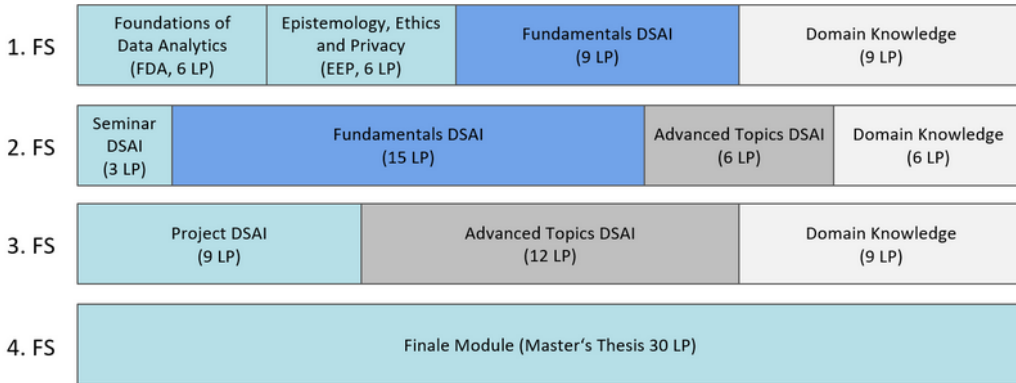 1. FS
Foundations of
Data Analytics
(FDA, 6 LP)
Epistemology, Ethics
and Privacy
(EEP, 6 LP)
Fundamentals DSAI
(9 LP)
Domain Knowledge
(9 LP)
2. FS
Seminar
DSAI
(3 LP)
Fundamentals DSAI
(15 LP)
Advanced Topics DSAI
(6 LP)
Domain Knowledge
(6 LP)
3. FS
Project DSAI
(9 LP)
Advanced Topics DSAI
(12 LP)
Domain Knowledge
(9 LP)
4. FS
Finale Module (Master‘s Thesis 30 LP)